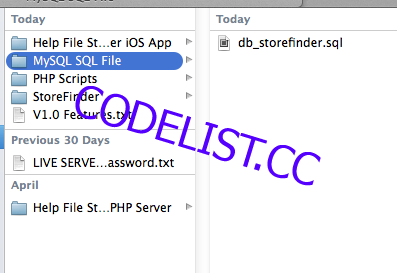 Today
Help File St...er iOS App
MySQL SQL File
PHP Scripts
StoreFinder
V1.0 Features.txt
Previous 30 Days
LIVE SERVE...assword.txt
April
Help File St...PHP Server
Today
db_storefinder.sql
CODELIST.CC